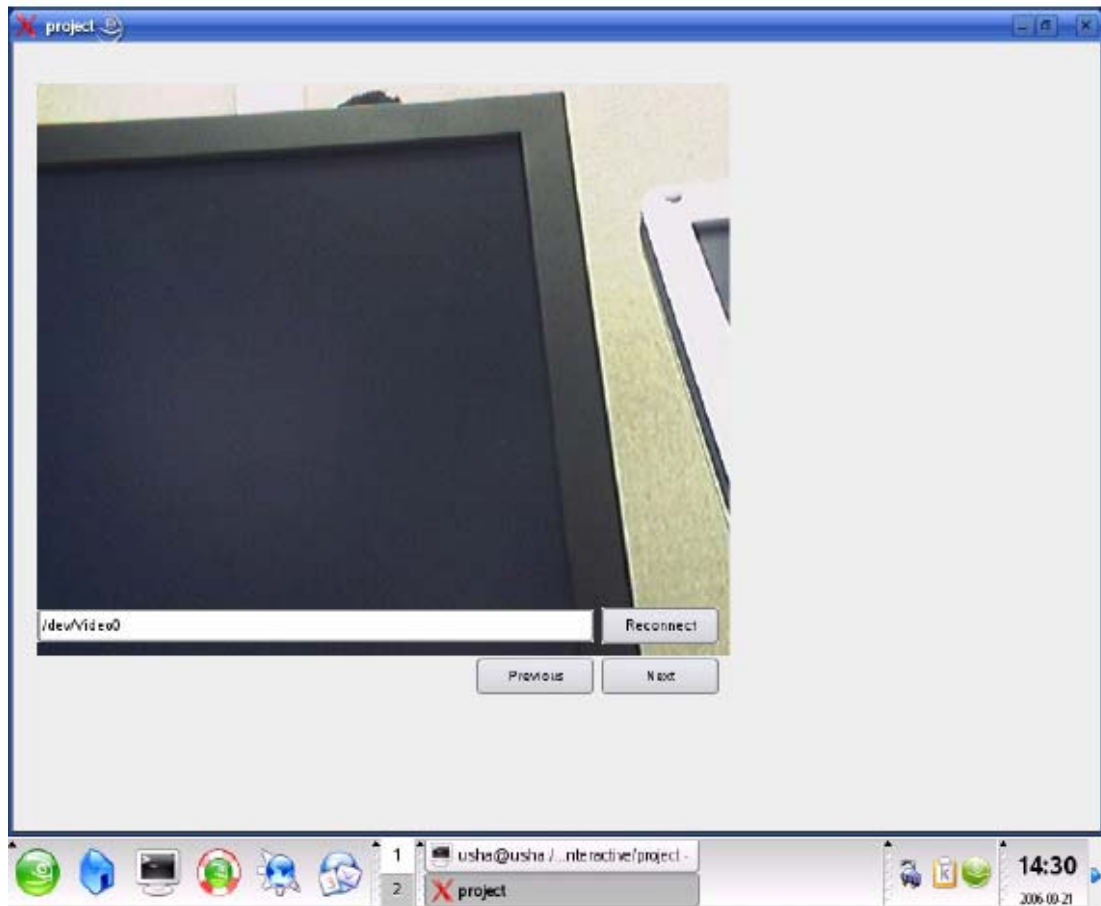 project
/dev/Video0
Reconnect
Previous
Next
1
usha@usha /...nteractive/project -
2
project
14:30
2006-09-21